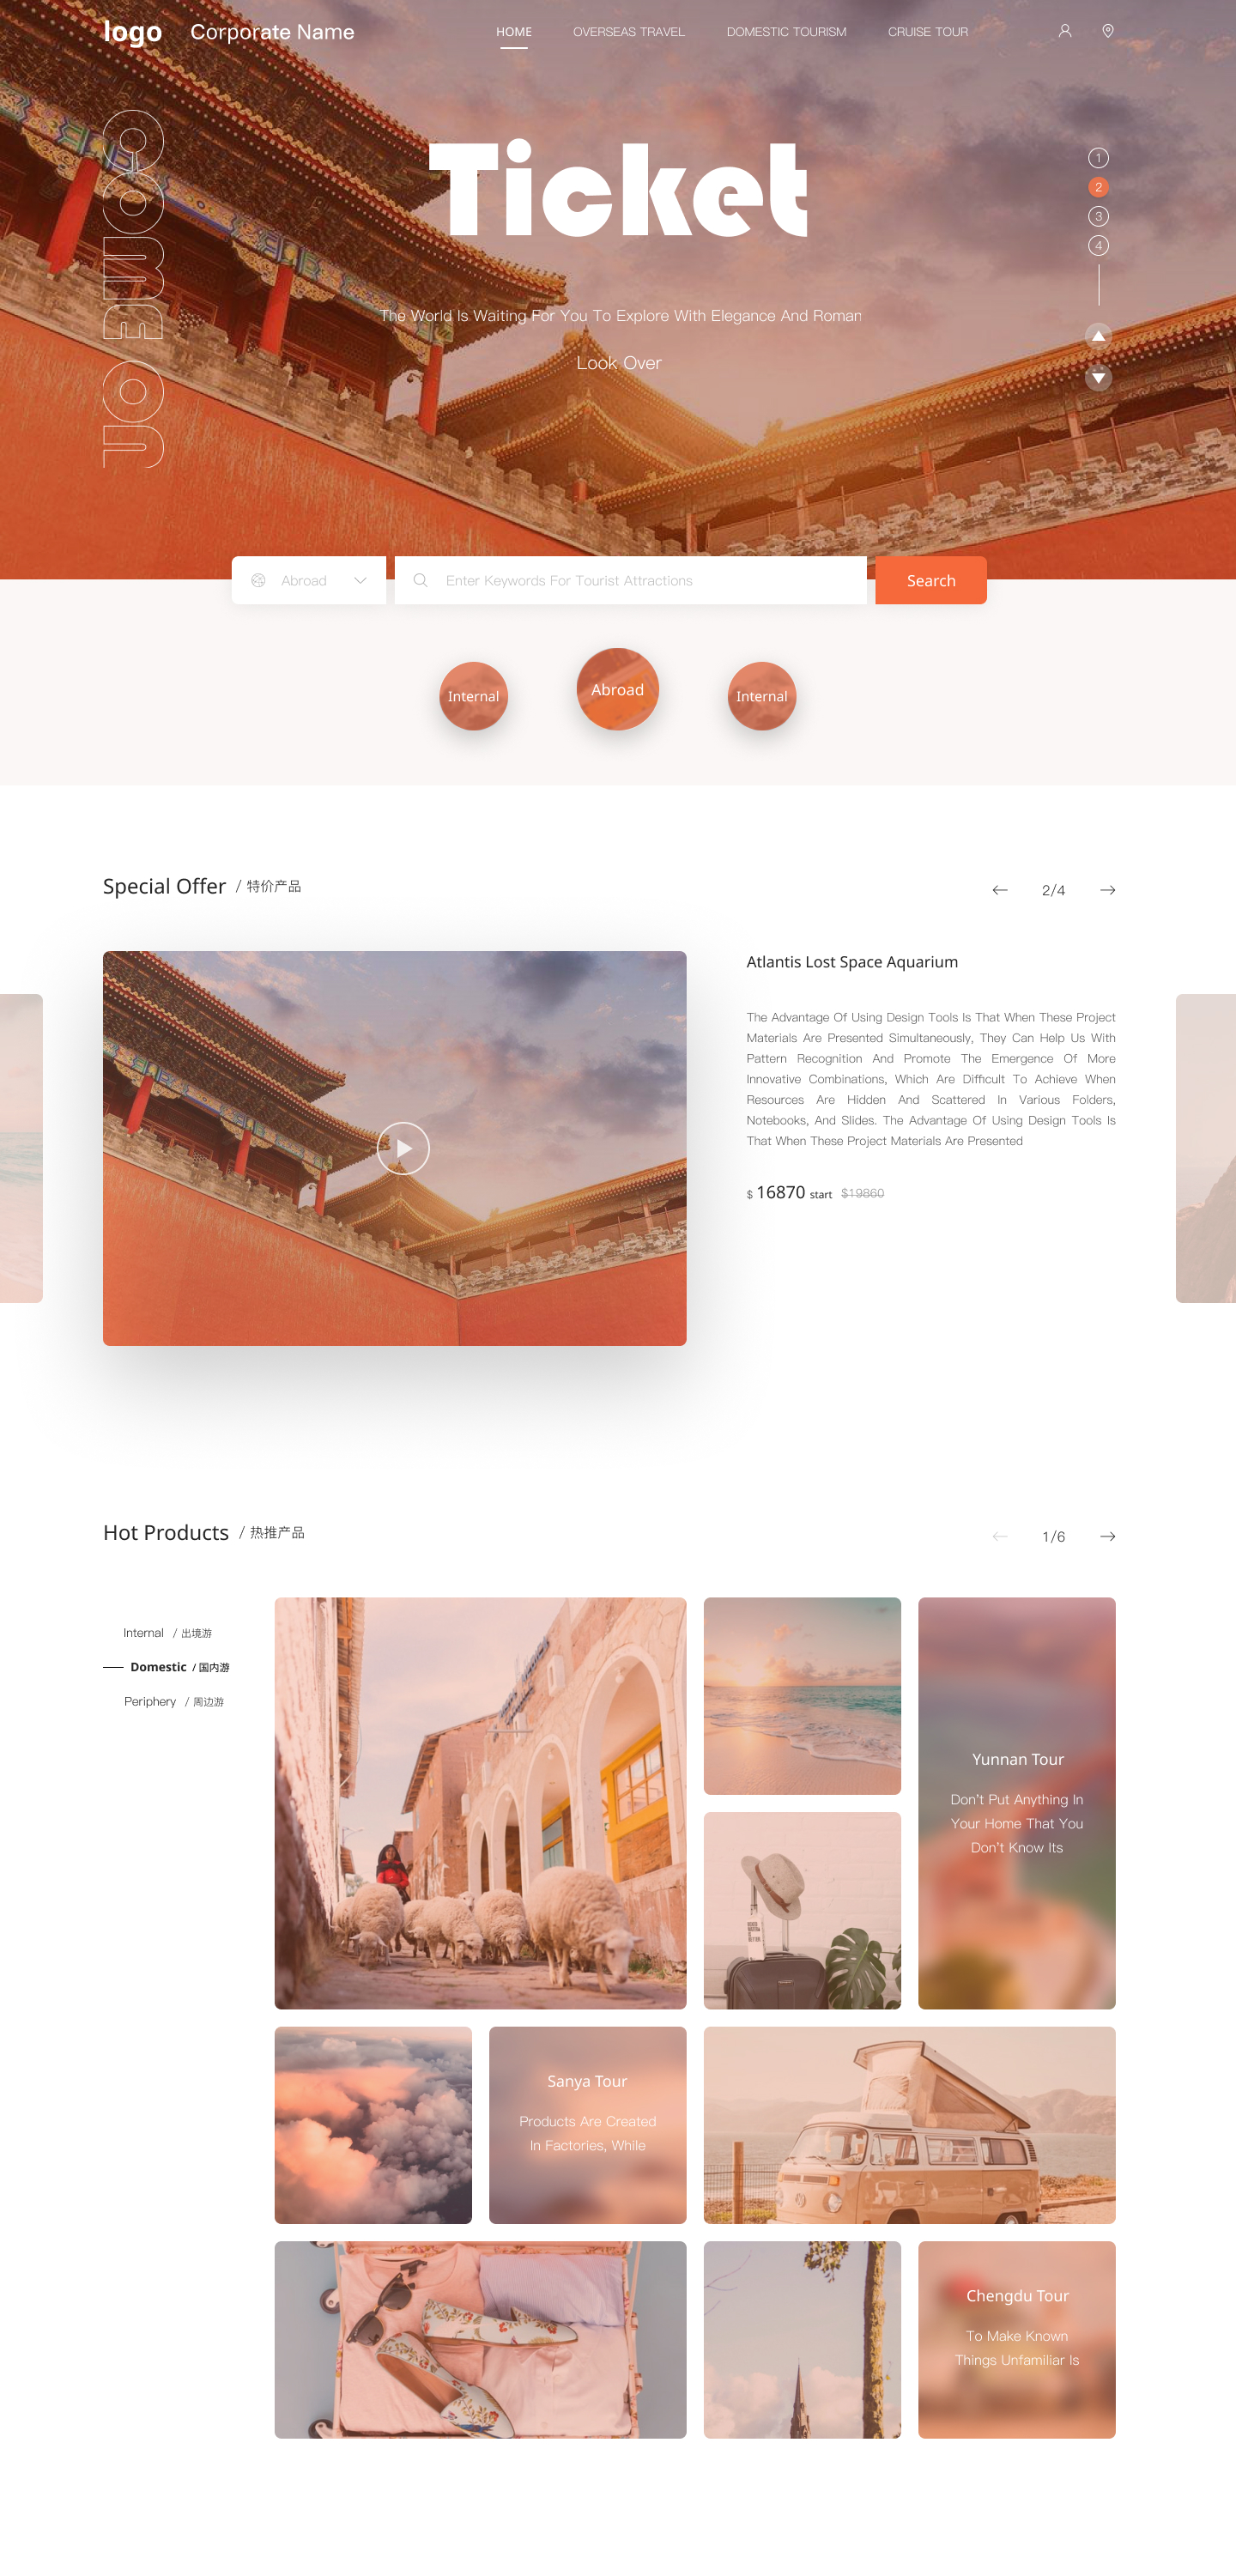 logo
Corporate Name
HOME
OVERSEAS TRAVEL
DOMESTIC TOURISM
CRUISE TOUR
COME ON
Ticket
1
2
3
4
The World Is Waiting For You To Explore With Elegance And Roman
Look Over
Abroad
Enter Keywords For Tourist Attractions
Search
Internal
Abroad
Internal
Special Offer / 特价产品
2/4
Atlantis Lost Space Aquarium
The Advantage Of Using Design Tools Is That When These Project
Materials Are Presented Simultaneously, They Can Help Us With
Pattern Recognition And Promote The Emergence Of More
Innovative Combinations, Which Are Difficult To Achieve When
Resources Are Hidden And Scattered In Various Folders,
Notebooks, And Slides. The Advantage Of Using Design Tools Is
That When These Project Materials Are Presented
$ 16870 start $19860
Hot Products / 热推产品
1/6
Internal / 出境游
Domestic / 国内游
Periphery / 周边游
Yunnan Tour
Don't Put Anything In
Your Home That You
Don't Know Its
Sanya Tour
Products Are Created
In Factories, While
Chengdu Tour
To Make Known
Things Unfamiliar Is